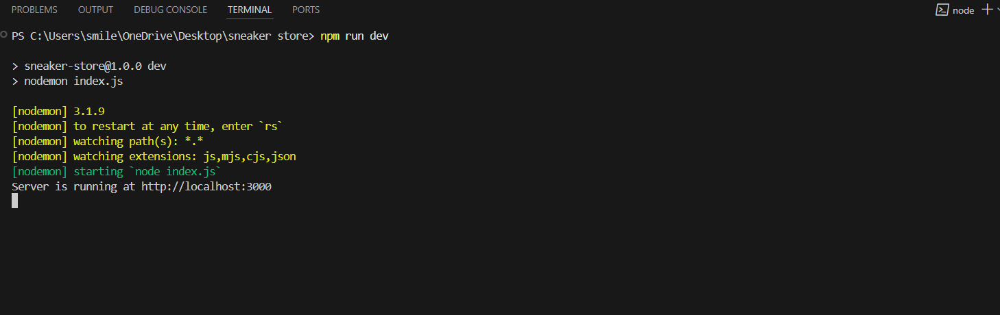 PROBLEMS OUTPUT DEBUG CONSOLE TERMINAL PORTS node
PS C:\Users\smile\OneDrive\Desktop\sneaker store> npm run dev
> sneaker-store@1.0.0 dev
> nodemon index.js
[nodemon] 3.1.9
[nodemon] to restart at any time, enter `rs`
[nodemon] watching path(s): *.*
[nodemon] watching extensions: js,mjs,cjs,json
[nodemon] starting `node index.js`
Server is running at http://localhost:3000